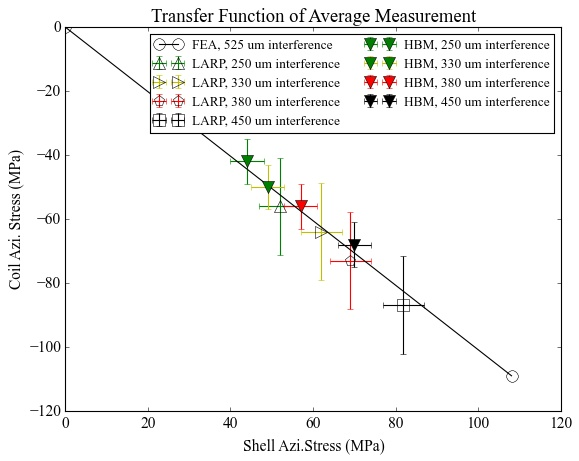 Transfer Function of Average Measurement
FEA, 525 um interference
LARP, 250 um interference
LARP, 330 um interference
LARP, 380 um interference
LARP, 450 um interference
HBM, 250 um interference
HBM, 330 um interference
HBM, 380 um interference
HBM, 450 um interference
Coil Azi. Stress (MPa)
0
−20
−40
−60
−80
−100
−120
0 20 40 60 80 100 120
Shell Azi.Stress (MPa)